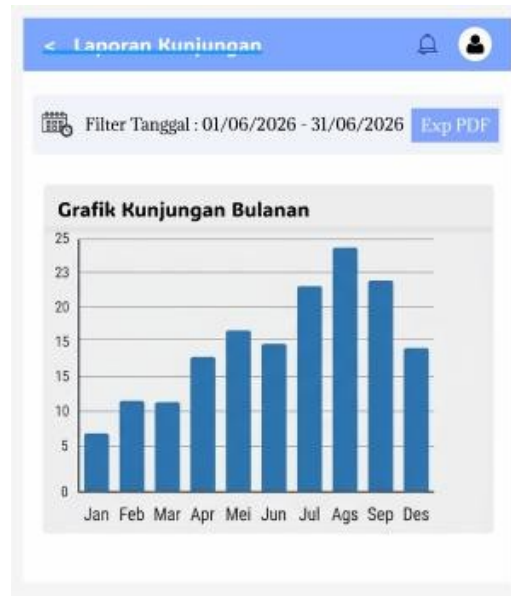 < Laporan Kunjungan
Filter Tanggal : 01/06/2026 - 31/06/2026 Exp PDF
Grafik Kunjungan Bulanan
25
23
20
15
15
10
5
0
Jan Feb Mar Apr Mei Jun Jul Ags Sep Des